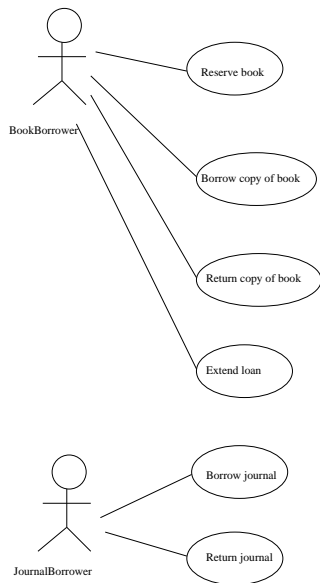 Reserve book
BookBorrower
Borrow copy of book
Return copy of book
Extend loan
Borrow journal
Return journal
JournalBorrower